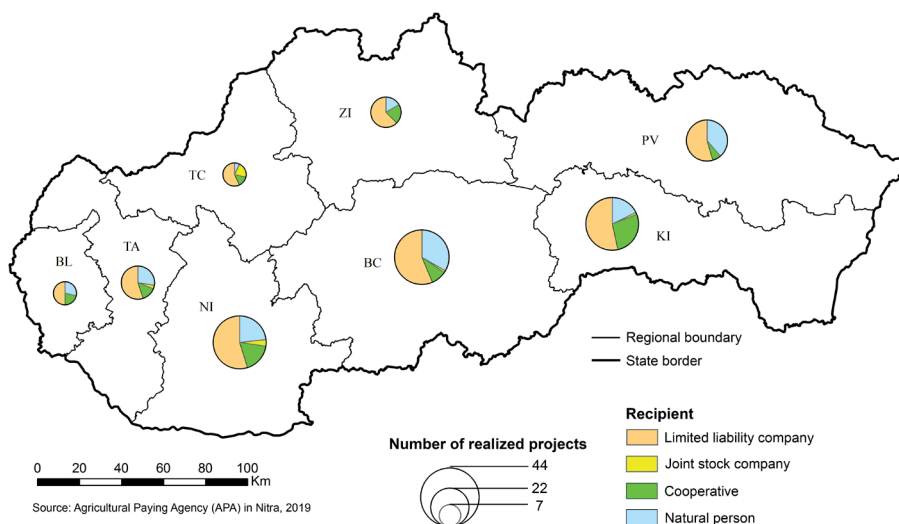 ZI
PV
TC
KI
TA
BL
BC
NI
Regional boundary
State border
Recipient
Limited liability company
Joint stock company
Cooperative
Natural person
Number of realized projects
44
22
7
0 20 40 60 80 100
Km
Source: Agricultural Paying Agency (APA) in Nitra, 2019